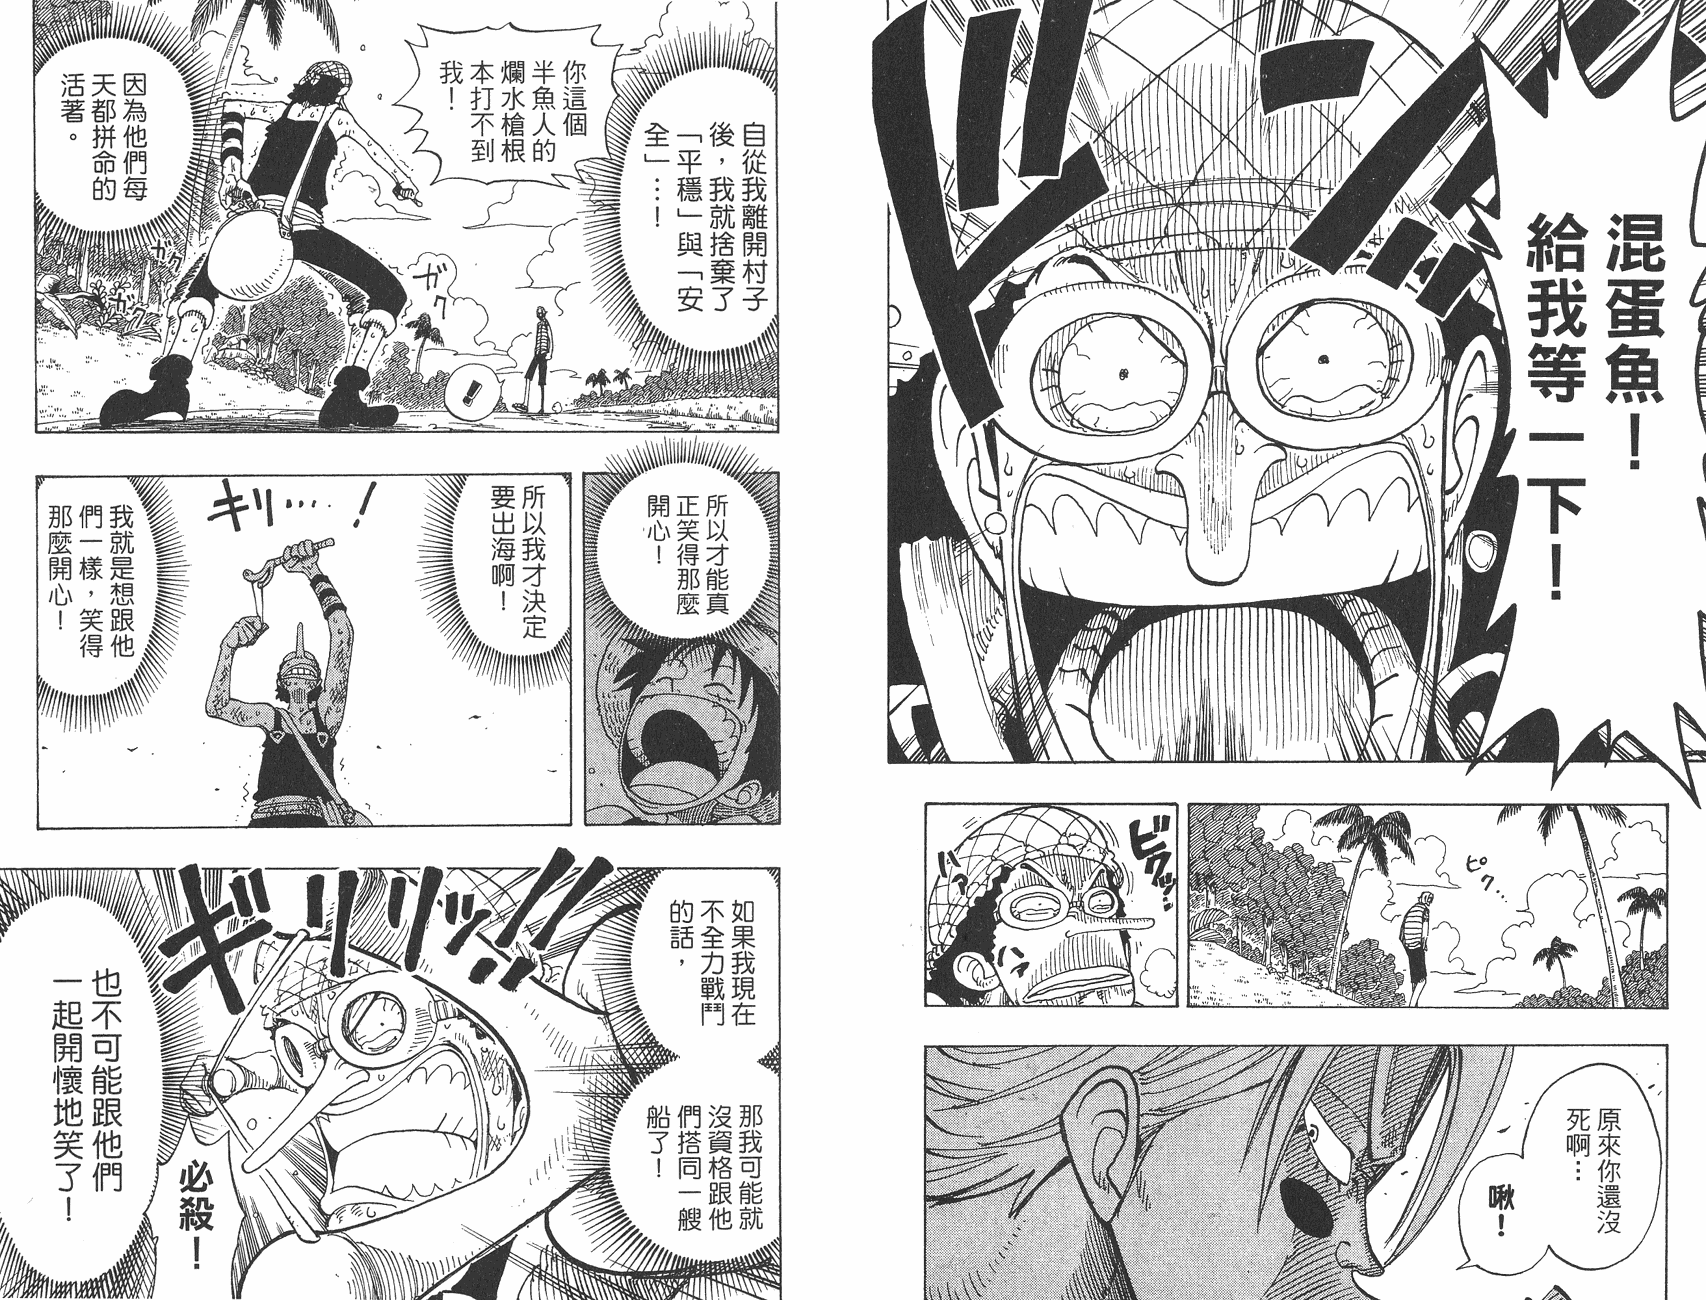 混蛋魚！
給我等一下！
ドドン
ピク…
ビクッ…
ハァ
ハァ
原來你還沒
死啊…
啾！
自從我離開村子
後，我就捨棄了
「平穩」與「安
全」…！
你這個
半魚人的
爛水槍根
本打不到
我！
因為他們每
天都拼命的
活著。
ガク
ガク
ガク
！
所以才能真
正笑得那麼
開心！
所以我才決定
要出海啊！
キリ……！
我就是想跟他
們一樣，笑得
那麼開心！
如果我現在
不全力戰鬥
的話，
那我可能就
沒資格跟他
們搭同一艘
船了！
ギリリリッ!!
必殺！
也不可能跟他們
一起開懷地笑了！